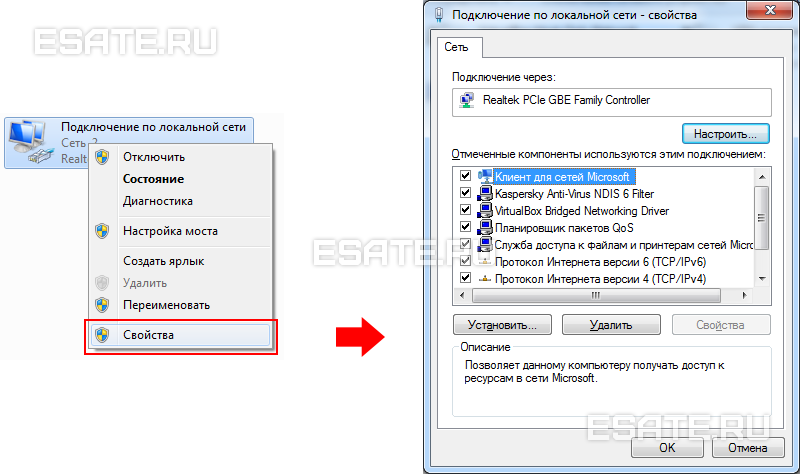 ESATE.RU
Подключение по локальной сети
Сеть 2
Realt
Отключить
Состояние
Диагностика
Настройка моста
Создать ярлык
Удалить
Переименовать
Свойства
Подключение по локальной сети - свойства
Сеть
Подключение через:
Realtek PCIe GBE Family Controller
Настроить...
Отмеченные компоненты используются этим подключением:
Клиент для сетей Microsoft
Kaspersky Anti-Virus NDIS 6 Filter
VirtualBox Bridged Networking Driver
Планировщик пакетов QoS
Служба доступа к файлам и принтерам сетей Micro
Протокол Интернета версии 6 (TCP/IPv6)
Протокол Интернета версии 4 (TCP/IPv4)
ESATE.RU
Установить...
Удалить
Свойства
Описание
Позволяет данному компьютеру получать доступ к
ресурсам в сети Microsoft.
ESATE.RU
OK
Отмена